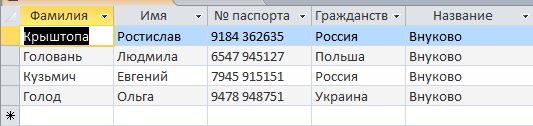 Фамилия Имя № паспорта Гражданств Название
Крыштопа Ростислав 9184 362635 Россия Внуково
Головань Людмила 6547 945127 Польша Внуково
Кузьмич Евгений 7945 915151 Россия Внуково
Голод Ольга 9478 948751 Украина Внуково